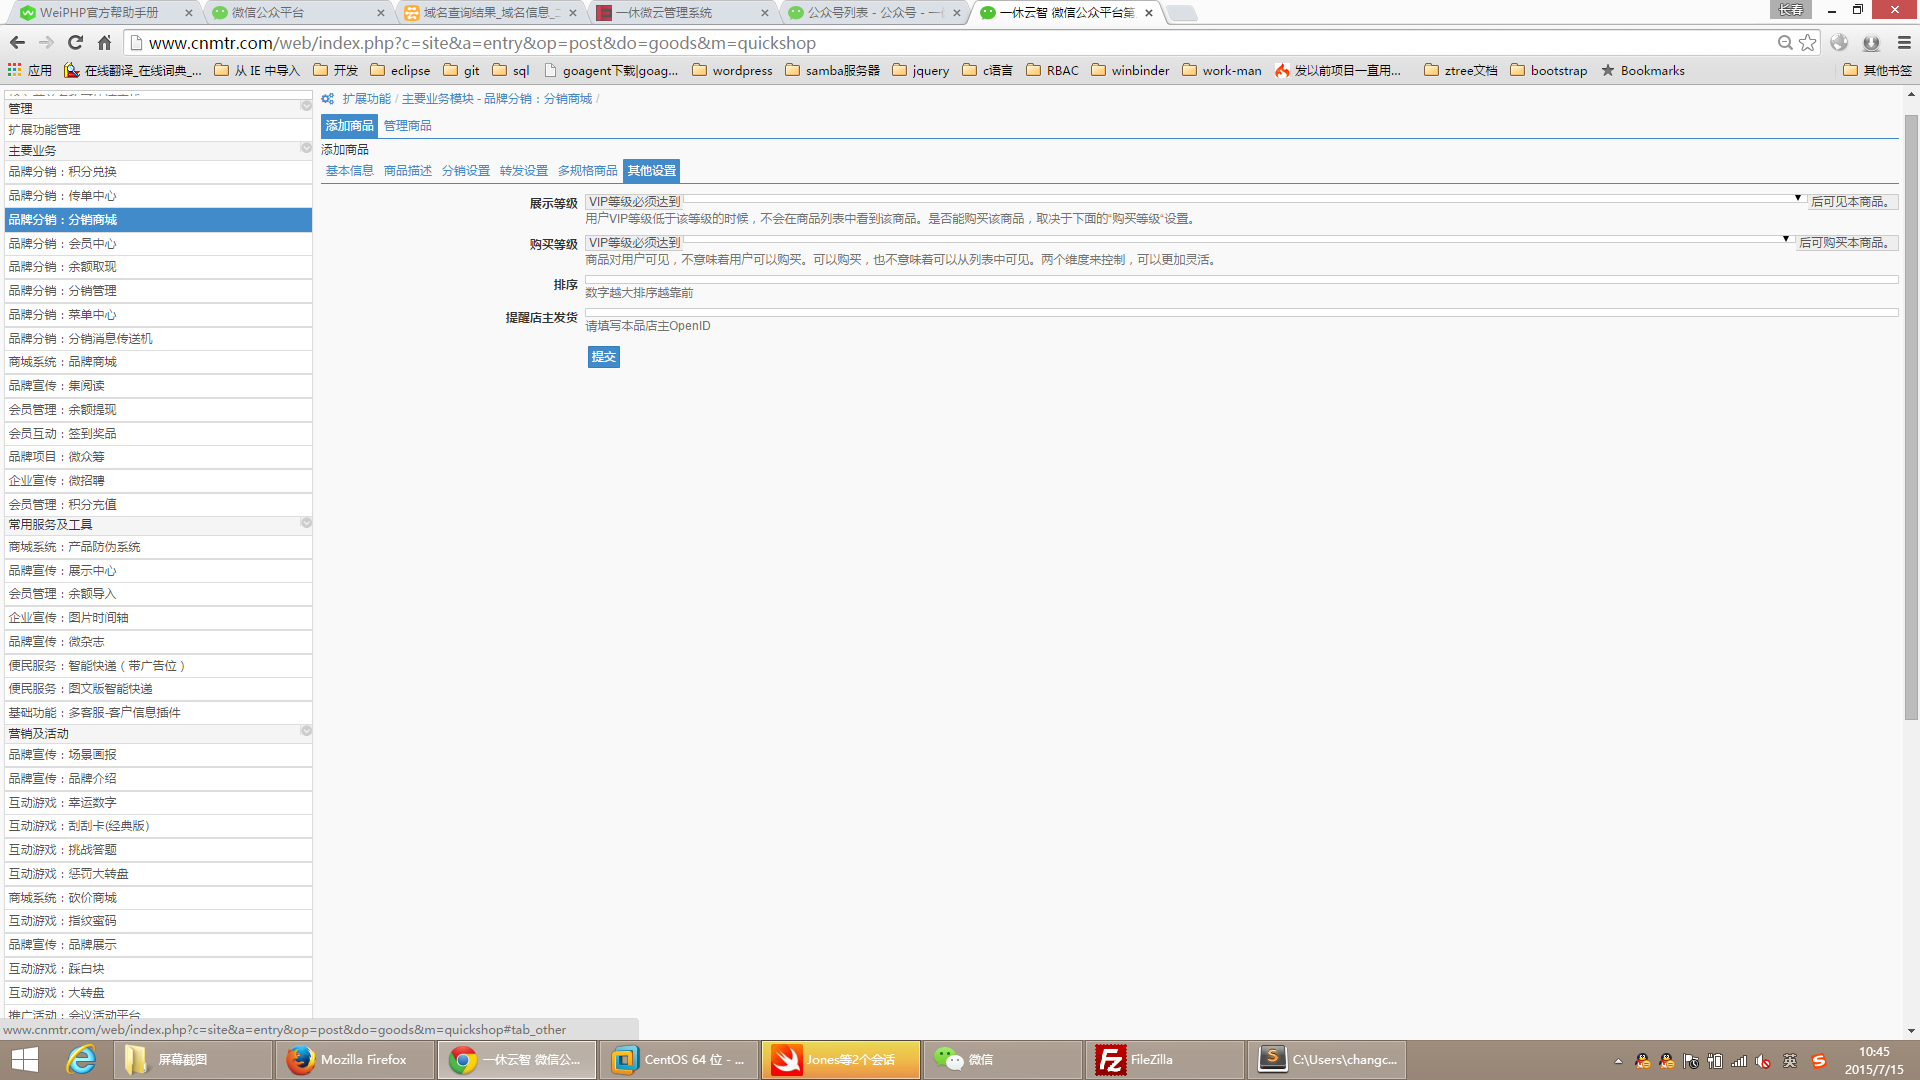 WeiPHP官方帮助手册
微信公众平台
域名查询结果_域名信息_
一休微云管理系统
公众号列表 - 公众号 - 一
一休云智 微信公众平台第
长春
www.cnmtr.com/web/index.php?c=site&a=entry&op=post&do=goods&m=quickshop
应用
在线翻译_在线词典_...
从 IE 中导入
开发
eclipse
git
sql
goagent下载|goag...
wordpress
samba服务器
jquery
c语言
RBAC
winbinder
work-man
发以前项目一直用...
ztree文档
bootstrap
Bookmarks
其他书签
管理
扩展功能管理
主要业务
品牌分销：积分兑换
品牌分销：传单中心
品牌分销：分销商城
品牌分销：会员中心
品牌分销：余额取现
品牌分销：分销管理
品牌分销：菜单中心
品牌分销：分销消息传送机
商城系统：品牌商城
品牌宣传：集阅读
会员管理：余额提现
会员互动：签到奖品
品牌项目：微众筹
企业宣传：微招聘
会员管理：积分充值
常用服务及工具
商城系统：产品防伪系统
品牌宣传：展示中心
会员管理：余额导入
企业宣传：图片时间轴
品牌宣传：微杂志
便民服务：智能快递（带广告位）
便民服务：图文版智能快递
基础功能：多客服-客户信息插件
营销及活动
品牌宣传：场景画报
品牌宣传：品牌介绍
互动游戏：幸运数字
互动游戏：刮刮卡(经典版)
互动游戏：挑战答题
互动游戏：惩罚大转盘
商城系统：砍价商城
互动游戏：指纹蜜码
品牌宣传：品牌展示
互动游戏：踩白块
互动游戏：大转盘
推广活动：会议活动平台
扩展功能 / 主要业务模块 - 品牌分销：分销商城 /
添加商品 管理商品
添加商品
基本信息 商品描述 分销设置 转发设置 多规格商品 其他设置
展示等级 VIP等级必须达到 后可见本商品。
用户VIP等级低于该等级的时候，不会在商品列表中看到该商品。是否能购买该商品，取决于下面的"购买等级"设置。
购买等级 VIP等级必须达到 后可购买本商品。
商品对用户可见，不意味着用户可以购买。可以购买，也不意味着可以从列表中可见。两个维度来控制，可以更加灵活。
排序
数字越大排序越靠前
提醒店主发货
请填写本品店主OpenID
提交
www.cnmtr.com/web/index.php?c=site&a=entry&op=post&do=goods&m=quickshop#tab_other
屏幕截图
Mozilla Firefox
一休云智 微信公...
CentOS 64 位 - ...
Jones等2个会话
微信
FileZilla
C:\Users\changc...
英
10:45
2015/7/15